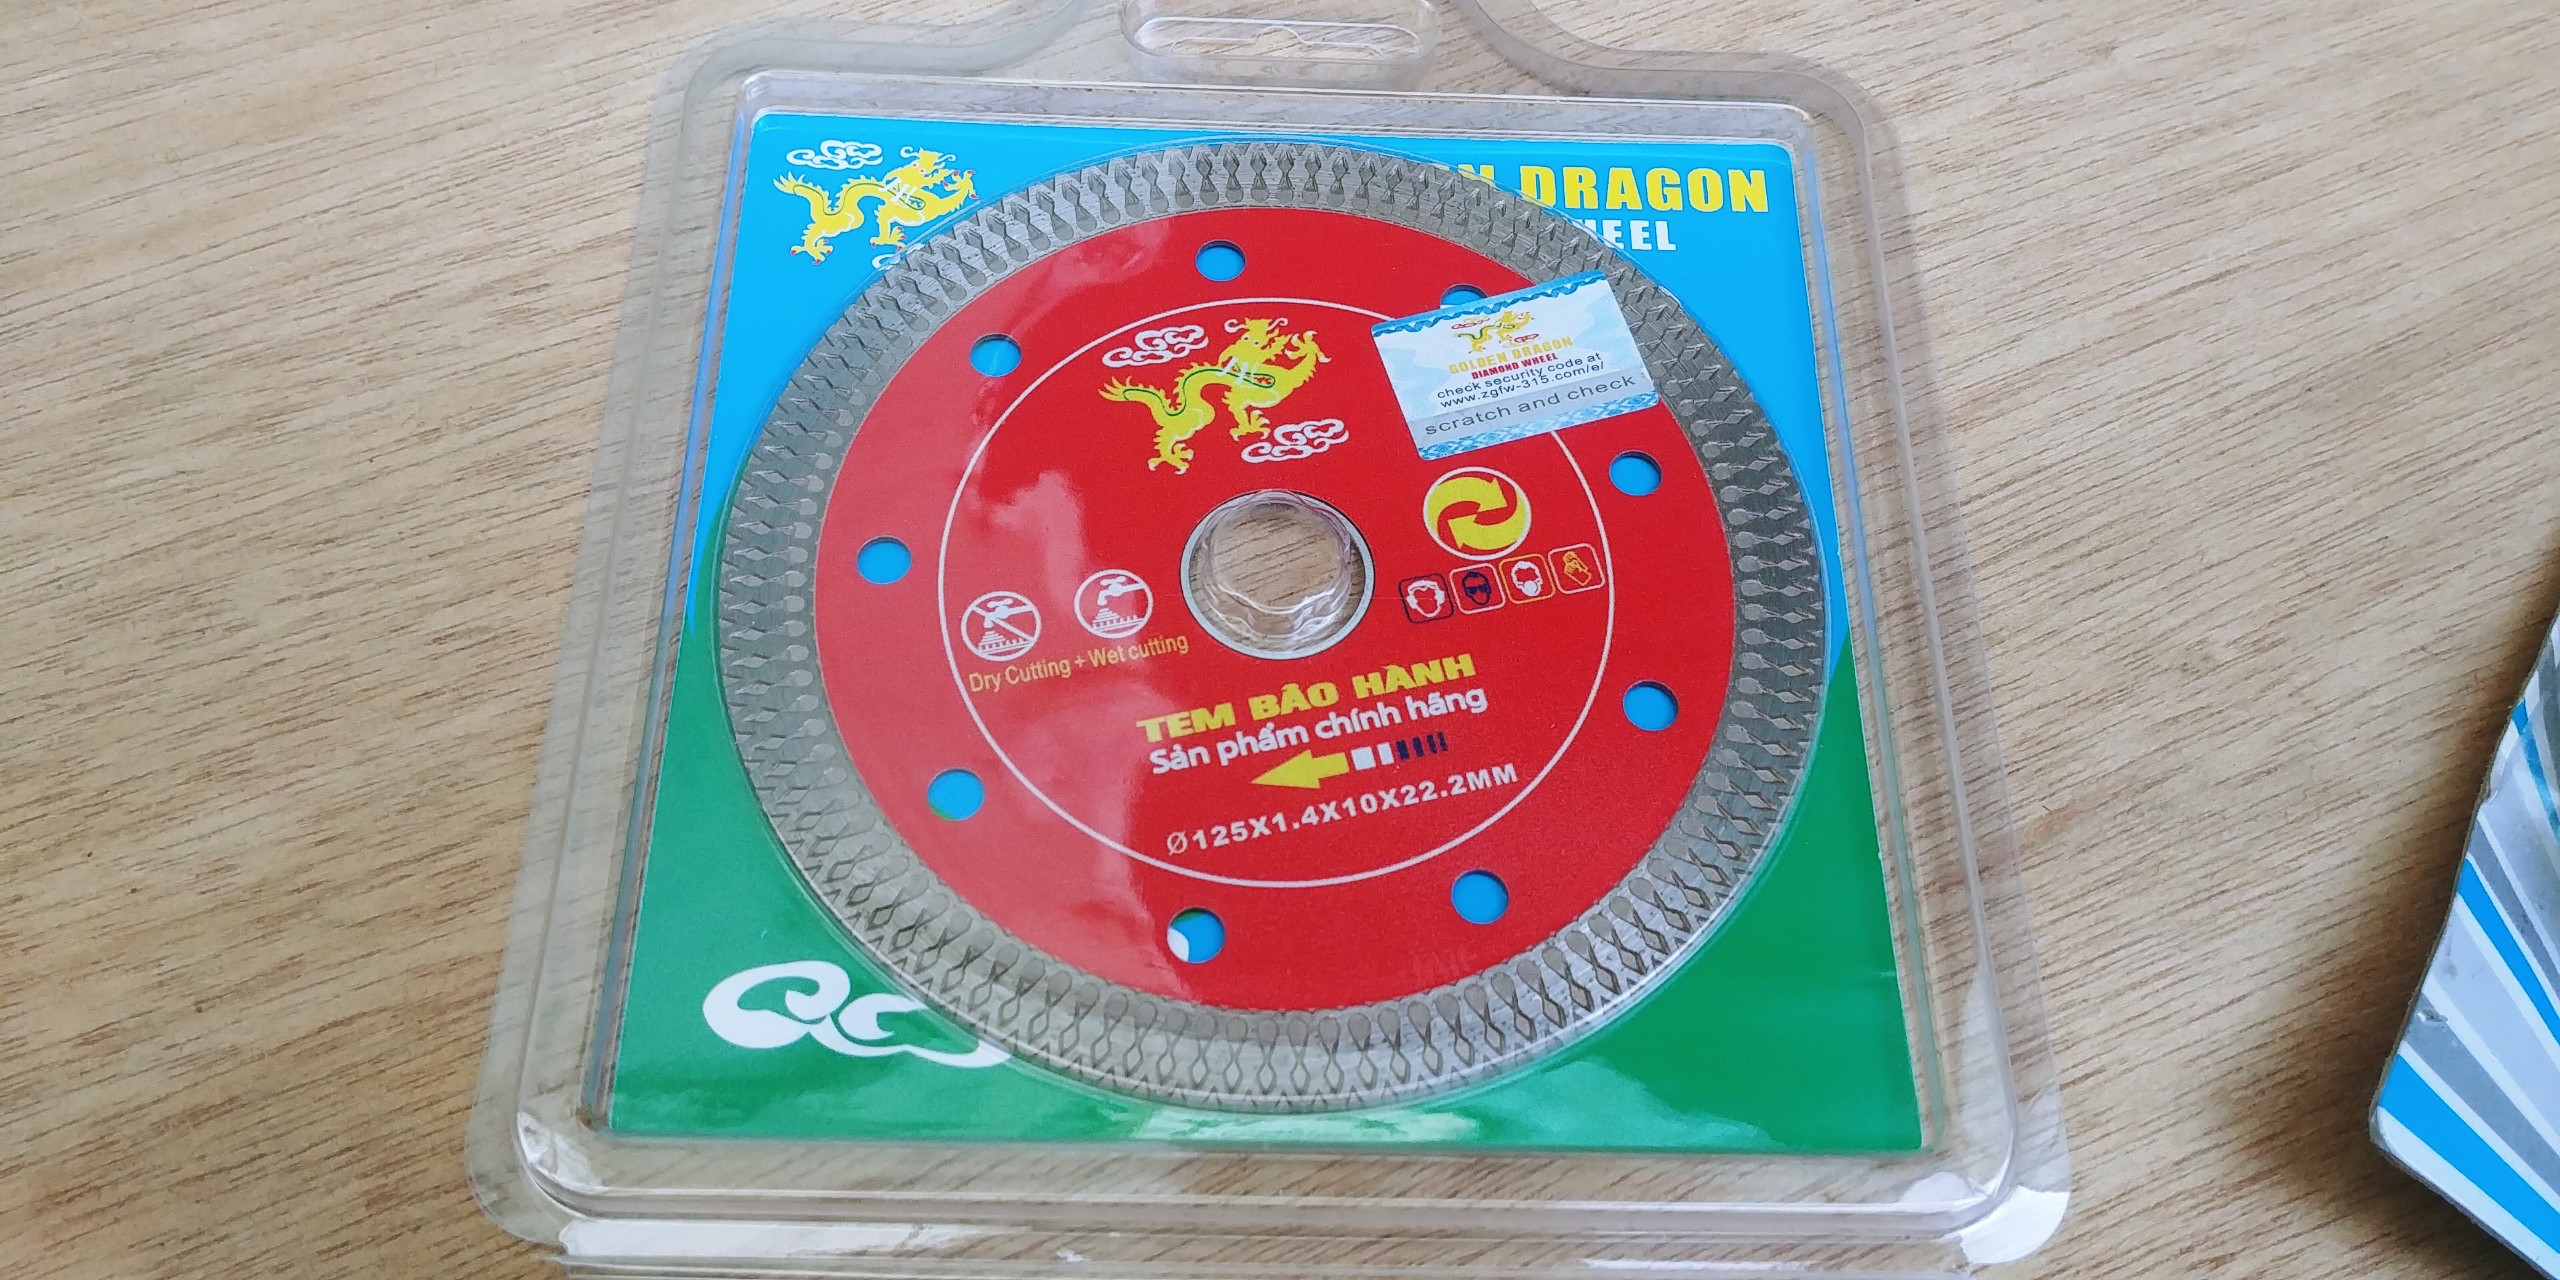 DRAGON
GOLDEN DRAGON
DIAMOND WHEEL
check security code at
www.zgfw-315.com/e/
scratch and check
Dry Cutting + Wet cutting
TEM BẢO HÀNH
Sản phẩm chính hãng
Ø125X1.4X10X22.2MM